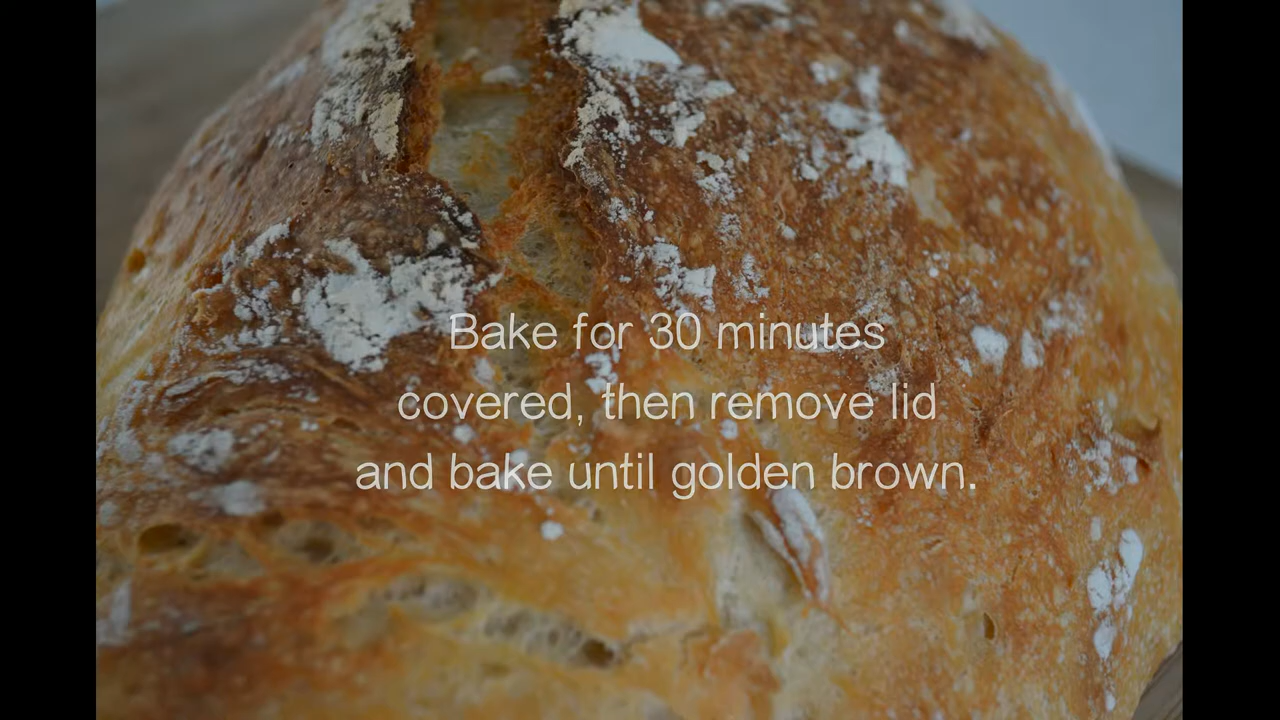 Bake for 30 minutes
covered, then remove lid
and bake until golden brown.